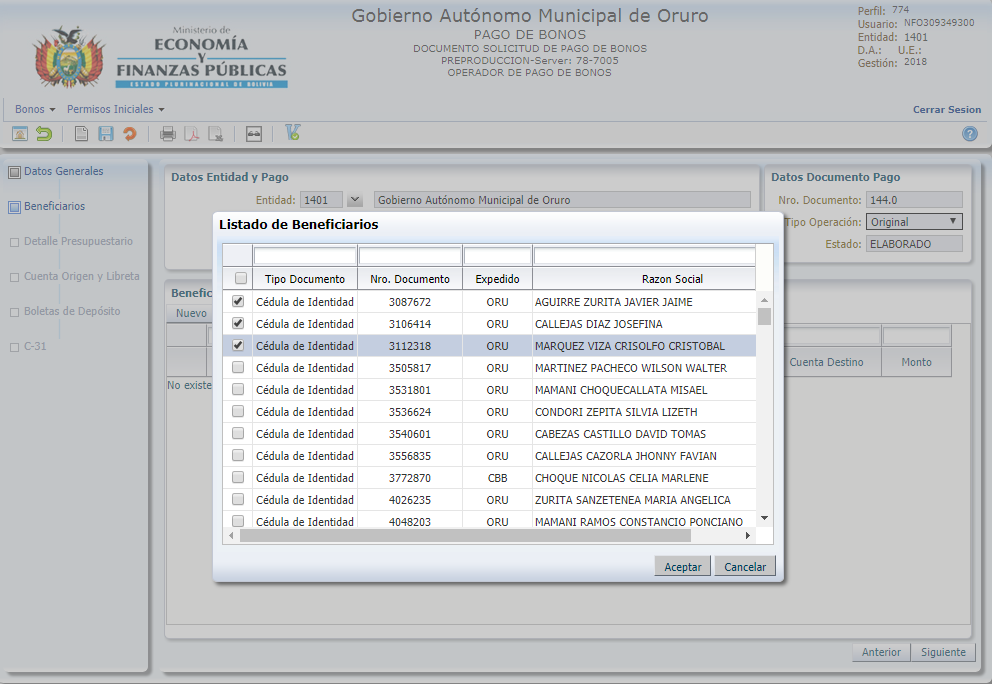 Ministerio de
ECONOMÍA
Y
FINANZAS PÚBLICAS
ESTADO PLURINACIONAL DE BOLIVIA
Gobierno Autónomo Municipal de Oruro
PAGO DE BONOS
DOCUMENTO SOLICITUD DE PAGO DE BONOS
PREPRODUCCION-Server: 78-7005
OPERADOR DE PAGO DE BONOS
Perfil: 774
Usuario: NFO309349300
Entidad: 1401
D.A.: U.E.:
Gestión: 2018
Bonos Permisos Iniciales Cerrar Sesion
Datos Generales
Beneficiarios
Detalle Presupuestario
Cuenta Origen y Libreta
Boletas de Depósito
C-31
Datos Entidad y Pago
Entidad: 1401 Gobierno Autónomo Municipal de Oruro
Datos Documento Pago
Nro. Documento: 144.0
Tipo Operación: Original
Estado: ELABORADO
Benefic
Nuevo
Cuenta Destino Monto
No existe
Listado de Beneficiarios
Tipo Documento Nro. Documento Expedido Razon Social
Cédula de Identidad 3087672 ORU AGUIRRE ZURITA JAVIER JAIME
Cédula de Identidad 3106414 ORU CALLEJAS DIAZ JOSEFINA
Cédula de Identidad 3112318 ORU MARQUEZ VIZA CRISOLFO CRISTOBAL
Cédula de Identidad 3505817 ORU MARTINEZ PACHECO WILSON WALTER
Cédula de Identidad 3531801 ORU MAMANI CHOQUECALLATA MISAEL
Cédula de Identidad 3536624 ORU CONDORI ZEPITA SILVIA LIZETH
Cédula de Identidad 3540601 ORU CABEZAS CASTILLO DAVID TOMAS
Cédula de Identidad 3556835 ORU CALLEJAS CAZORLA JHONNY FAVIAN
Cédula de Identidad 3772870 CBB CHOQUE NICOLAS CELIA MARLENE
Cédula de Identidad 4026235 ORU ZURITA SANZETENEA MARIA ANGELICA
Cédula de Identidad 4048203 ORU MAMANI RAMOS CONSTANCIO PONCIANO
Aceptar Cancelar
Anterior Siguiente